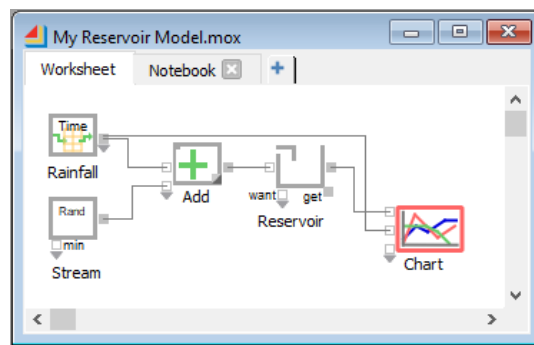 My Reservoir Model.mox
Worksheet Notebook
Time
Rainfall
Add
want get
Reservoir
Rand
min
Stream
Chart